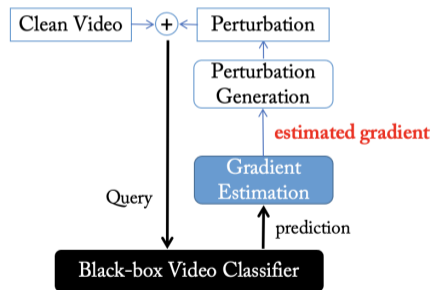 Clean Video
+
Perturbation
Perturbation
Generation
estimated gradient
Gradient
Estimation
Query
prediction
Black-box Video Classifier